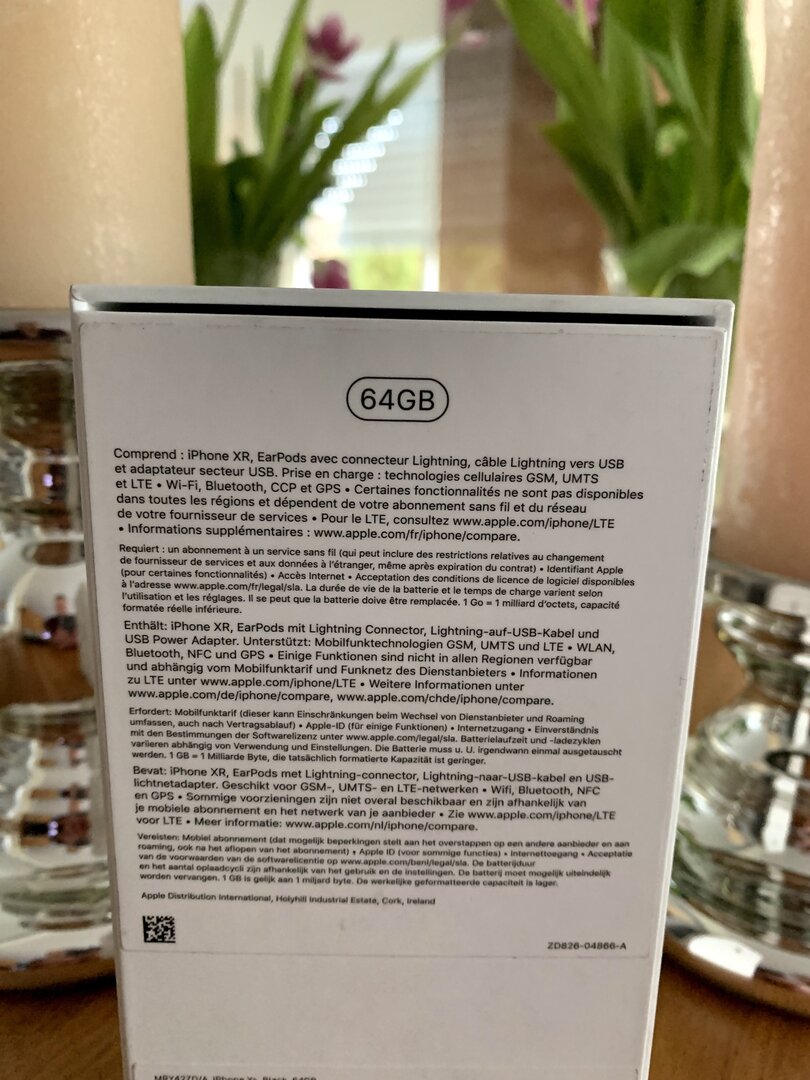 64GB
Comprend : iPhone XR, EarPods avec connecteur Lightning, câble Lightning vers USB
et adaptateur secteur USB. Prise en charge : technologies cellulaires GSM, UMTS
et LTE • Wi-Fi, Bluetooth, CCP et GPS • Certaines fonctionnalités ne sont pas disponibles
dans toutes les régions et dépendent de votre abonnement sans fil et du réseau
de votre fournisseur de services • Pour le LTE, consultez www.apple.com/iphone/LTE
• Informations supplémentaires : www.apple.com/fr/iphone/compare.
Requiert : un abonnement à un service sans fil (qui peut inclure des restrictions relatives au changement
de fournisseur de services et aux données à l'étranger, même après expiration du contrat) • Identifiant Apple
(pour certaines fonctionnalités) • Accès Internet • Acceptation des conditions de licence de logiciel disponibles
à l'adresse www.apple.com/fr/legal/sla. La durée de vie de la batterie et le temps de charge varient selon
l'utilisation et les réglages. Il se peut que la batterie doive être remplacée. 1 Go = 1 milliard d'octets, capacité
formatée réelle inférieure.
Enthält: iPhone XR, EarPods mit Lightning Connector, Lightning-auf-USB-Kabel und
USB Power Adapter. Unterstützt: Mobilfunktechnologien GSM, UMTS und LTE • WLAN,
Bluetooth, NFC und GPS • Einige Funktionen sind nicht in allen Regionen verfügbar
und abhängig vom Mobilfunktarif und Funknetz des Dienstanbieters • Informationen
zu LTE unter www.apple.com/iphone/LTE • Weitere Informationen unter
www.apple.com/de/iphone/compare, www.apple.com/chde/iphone/compare.
Erfordert: Mobilfunktarif (dieser kann Einschränkungen beim Wechsel von Dienstanbieter und Roaming
umfassen, auch nach Vertragsablauf) • Apple-ID (für einige Funktionen) • Internetzugang • Einverständnis
mit den Bestimmungen der Softwarelizenz unter www.apple.com/legal/sla. Batterielaufzeit und -ladezyklen
variieren abhängig von Verwendung und Einstellungen. Die Batterie muss u. U. irgendwann einmal ausgetauscht
werden. 1 GB = 1 Milliarde Byte, die tatsächlich formatierte Kapazität ist geringer.
Bevat: iPhone XR, EarPods met Lightning-connector, Lightning-naar-USB-kabel en USB-
lichtnetadapter. Geschikt voor GSM-, UMTS- en LTE-netwerken • Wifi, Bluetooth, NFC
en GPS • Sommige voorzieningen zijn niet overal beschikbaar en zijn afhankelijk van
je mobiele abonnement en het netwerk van je aanbieder • Zie www.apple.com/iphone/LTE
voor LTE • Meer informatie: www.apple.com/nl/iphone/compare.
Vereisten: Mobiel abonnement (dat mogelijk beperkingen stelt aan het overstappen op een andere aanbieder en aan
roaming, ook na het aflopen van het abonnement) • Apple ID (voor sommige functies) • Internettoegang • Acceptatie
van de voorwaarden van de softwarelicentie op www.apple.com/benl/legal/sla. De batterijduur
en het aantal oplaadcycli zijn afhankelijk van het gebruik en de instellingen. De batterij moet mogelijk uiteindelijk
worden vervangen. 1 GB is gelijk aan 1 miljard byte. De werkelijke geformatteerde capaciteit is lager.
Apple Distribution International, Holyhill Industrial Estate, Cork, Ireland
ZD826-04866-A
iPhone Black, 64GB